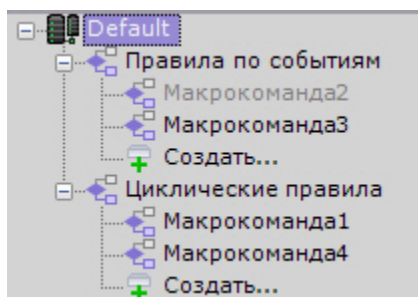 Default
Правила по событиям
Макрокоманда2
Макрокоманда3
Создать...
Циклические правила
Макрокоманда1
Макрокоманда4
Создать...